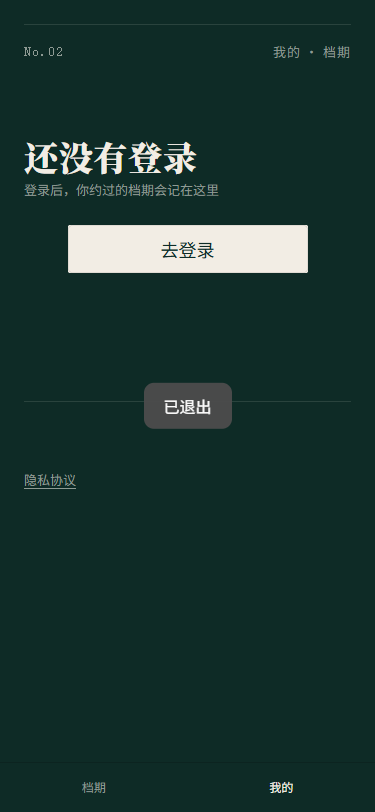 No.02
我的 · 档期
还没有登录
登录后，你约过的档期会记在这里
去登录
已退出
隐私协议
档期
我的